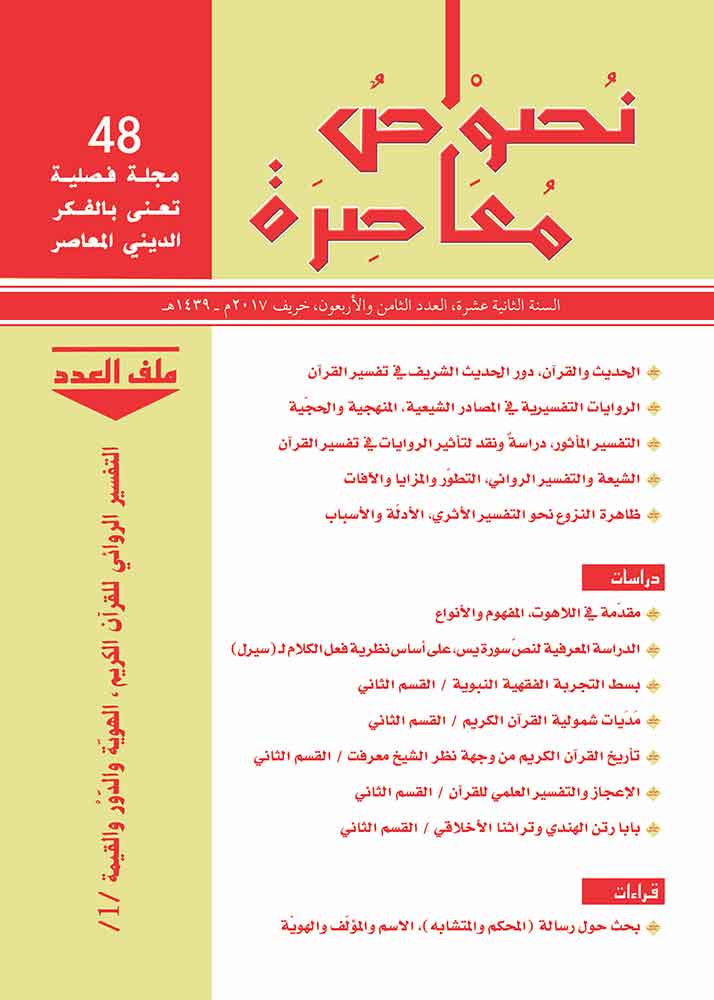 نُصوْصٌ
مُعَاصِرَة
48
مجلة فصلية
تعنى بالفكر
الديني المعاصر
السنة الثانية عشرة، العدد الثامن والأربعون، خريف ٢٠١٧م ـ ١٤٣٩هـ
ملف العدد
التفسير الروائي للقرآن الكريم، الهويّة والدَّوْر والقيمة /1/
الحديث والقرآن، دور الحديث الشريف في تفسير القرآن
الروايات التفسيرية في المصادر الشيعية، المنهجية والحجّية
التفسير المأثور، دراسةٌ ونقد لتأثير الروايات في تفسير القرآن
الشيعة والتفسير الروائي، التطوّر والمزايا والآفات
ظاهرة النزوع نحو التفسير الأثري، الأدلّة والأسباب
دراسات
مقدّمة في اللاهوت، المفهوم والأنواع
الدراسة المعرفية لنصّ سورة يس، على أساس نظرية فعل الكلام لـ (سيرل)
بسط التجربة الفقهية النبوية / القسم الثاني
مَدَيات شمولية القرآن الكريم / القسم الثاني
تأريخ القرآن الكريم من وجهة نظر الشيخ معرفت / القسم الثاني
الإعجاز والتفسير العلمي للقرآن / القسم الثاني
بابا رتن الهندي وتراثنا الأخلاقي / القسم الثاني
قراءات
بحث حول رسالة (المحكم والمتشابه)، الاسم والمؤلّف والهويّة